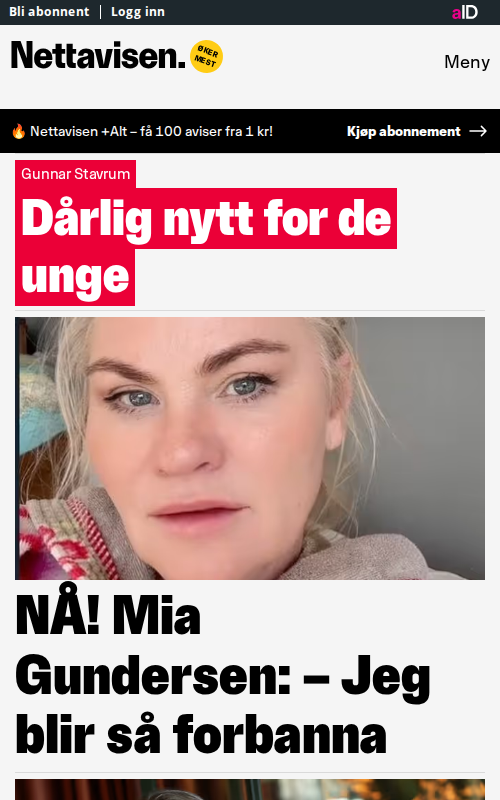 Bli abonnent Logg inn aID
Nettavisen. ØKER MEST
Meny
🔥 Nettavisen +Alt – få 100 aviser fra 1 kr! Kjøp abonnement →
Gunnar Stavrum
Dårlig nytt for de
unge
NÅ! Mia
Gundersen: – Jeg
blir så forbanna